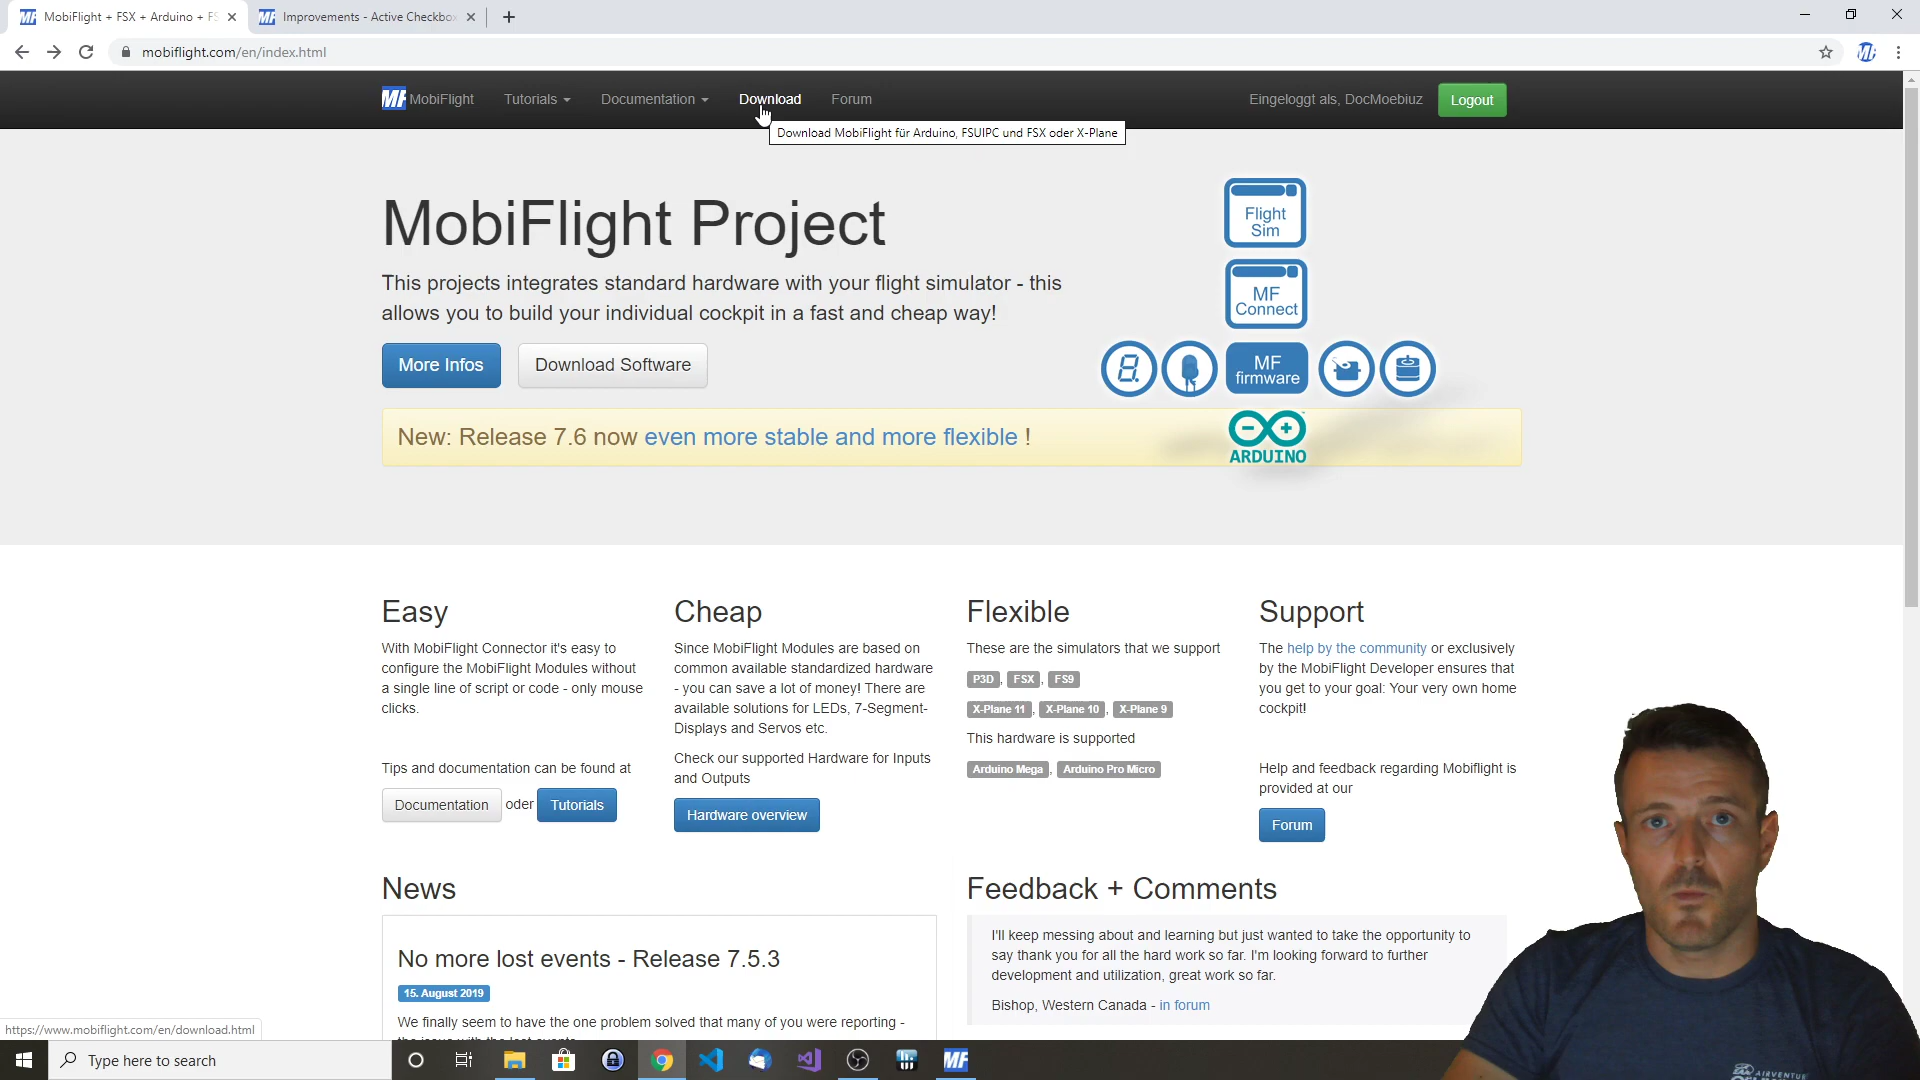 MobiFlight + FSX + Arduino + FS
Improvements - Active Checkbox
mobiflight.com/en/index.html
MF MobiFlight
Tutorials
Documentation
Download
Forum
Eingeloggt als, DocMoebiuz
Logout
Download MobiFlight für Arduino, FSUIPC und FSX oder X-Plane
MobiFlight Project
This projects integrates standard hardware with your flight simulator - this
allows you to build your individual cockpit in a fast and cheap way!
More Infos
Download Software
Flight
Sim
MF
Connect
MF
firmware
ARDUINO
New: Release 7.6 now even more stable and more flexible !
Easy
With MobiFlight Connector it's easy to
configure the MobiFlight Modules without
a single line of script or code - only mouse
clicks.
Tips and documentation can be found at
Documentation oder Tutorials
Cheap
Since MobiFlight Modules are based on
common available standardized hardware
- you can save a lot of money! There are
available solutions for LEDs, 7-Segment-
Displays and Servos etc.
Check our supported Hardware for Inputs
and Outputs
Hardware overview
Flexible
These are the simulators that we support
P3D, FSX, FS9
X-Plane 11, X-Plane 10, X-Plane 9
This hardware is supported
Arduino Mega, Arduino Pro Micro
Support
The help by the community or exclusively
by the MobiFlight Developer ensures that
you get to your goal: Your very own home
cockpit!
Help and feedback regarding Mobiflight is
provided at our
Forum
News
No more lost events - Release 7.5.3
15. August 2019
We finally seem to have the one problem solved that many of you were reporting -
Feedback + Comments
I'll keep messing about and learning but just wanted to take the opportunity to
say thank you for all the hard work so far. I'm looking forward to further
development and utilization, great work so far.
Bishop, Western Canada - in forum
https://www.mobiflight.com/en/download.html
Type here to search
MF
AIRVENTURE